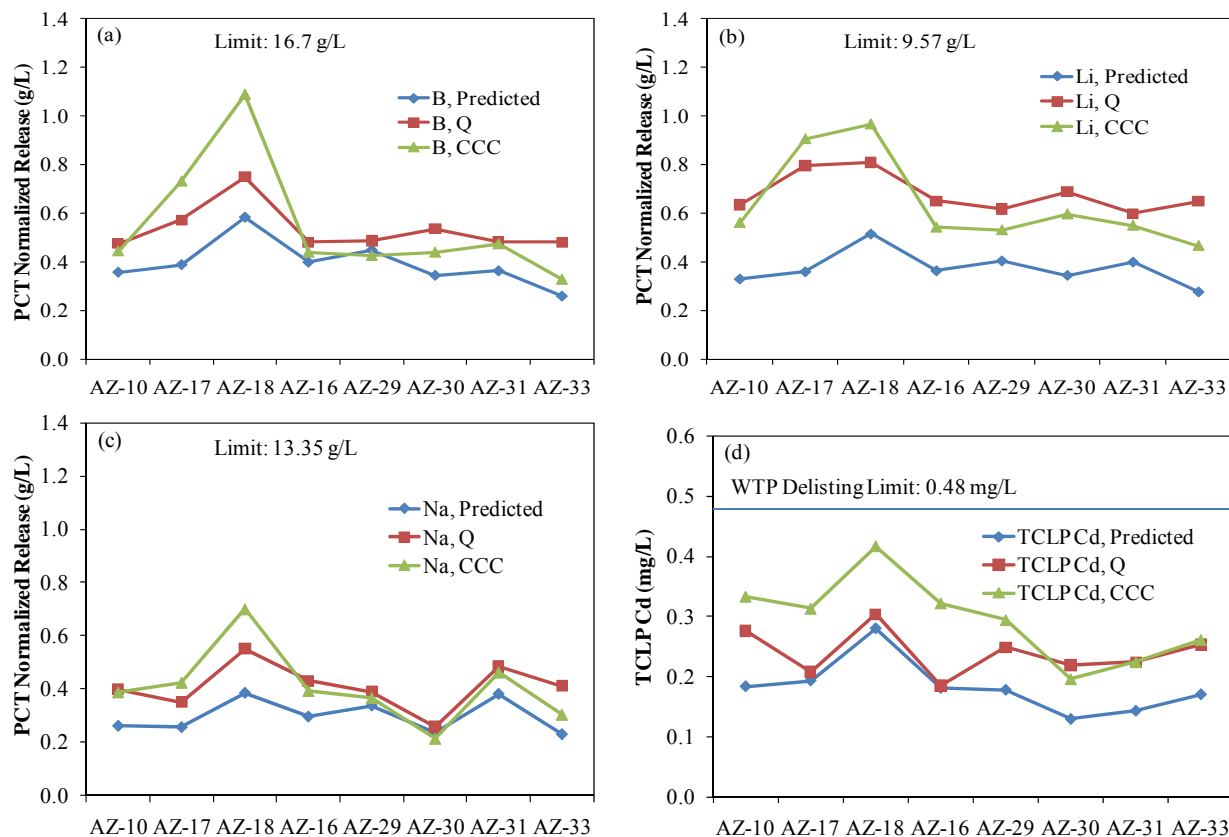 (a)
Limit: 16.7 g/L
PCT Normalized Release (g/L)
1.4
1.2
1.0
0.8
0.6
0.4
0.2
0.0
B, Predicted
B, Q
B, CCC
AZ-10 AZ-17 AZ-18 AZ-16 AZ-29 AZ-30 AZ-31 AZ-33
(b)
Limit: 9.57 g/L
PCT Normalized Release (g/L)
1.4
1.2
1.0
0.8
0.6
0.4
0.2
0.0
Li, Predicted
Li, Q
Li, CCC
AZ-10 AZ-17 AZ-18 AZ-16 AZ-29 AZ-30 AZ-31 AZ-33
(c)
Limit: 13.35 g/L
PCT Normalized Release (g/L)
1.4
1.2
1.0
0.8
0.6
0.4
0.2
0.0
Na, Predicted
Na, Q
Na, CCC
AZ-10 AZ-17 AZ-18 AZ-16 AZ-29 AZ-30 AZ-31 AZ-33
(d)
WTP Delisting Limit: 0.48 mg/L
TCLP Cd (mg/L)
0.6
0.5
0.4
0.3
0.2
0.1
0.0
TCLP Cd, Predicted
TCLP Cd, Q
TCLP Cd, CCC
AZ-10 AZ-17 AZ-18 AZ-16 AZ-29 AZ-30 AZ-31 AZ-33